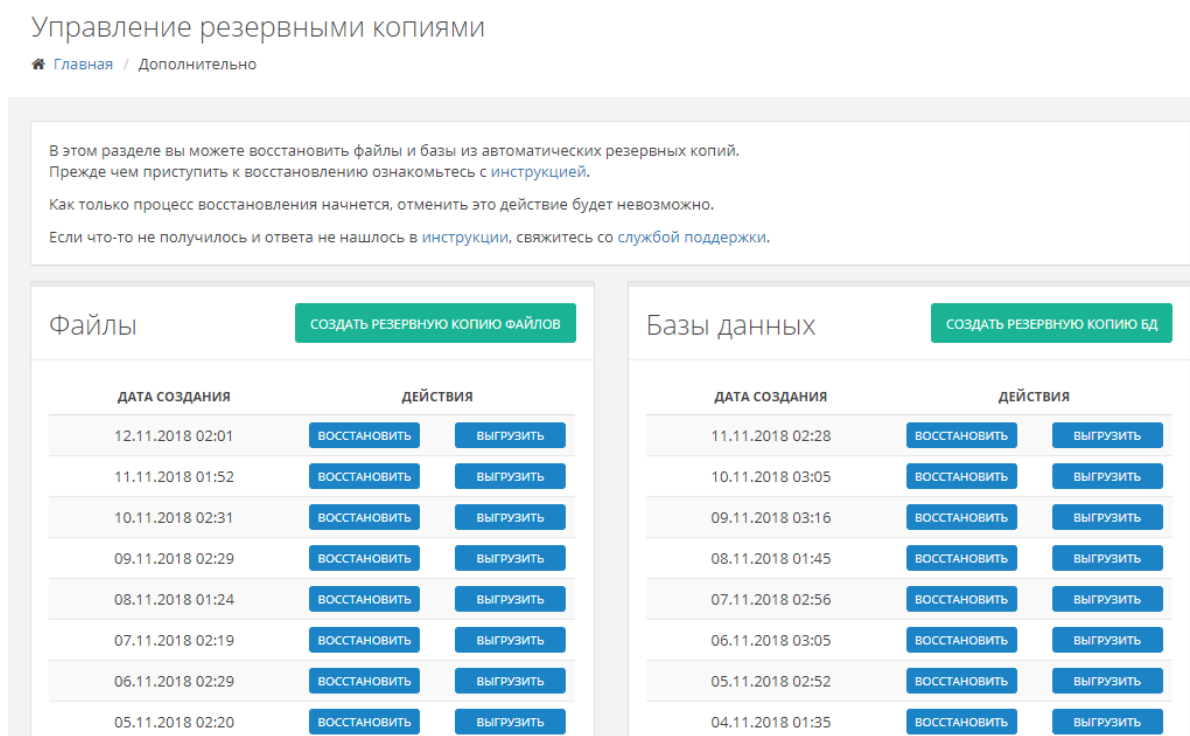 Управление резервными копиями
Главная / Дополнительно
В этом разделе вы можете восстановить файлы и базы из автоматических резервных копий.
Прежде чем приступить к восстановлению ознакомьтесь с инструкцией.
Как только процесс восстановления начнется, отменить это действие будет невозможно.
Если что-то не получилось и ответа не нашлось в инструкции, свяжитесь со службой поддержки.
Файлы СОЗДАТЬ РЕЗЕРВНУЮ КОПИЮ ФАЙЛОВ
ДАТА СОЗДАНИЯ ДЕЙСТВИЯ
12.11.2018 02:01 ВОССТАНОВИТЬ ВЫГРУЗИТЬ
11.11.2018 01:52 ВОССТАНОВИТЬ ВЫГРУЗИТЬ
10.11.2018 02:31 ВОССТАНОВИТЬ ВЫГРУЗИТЬ
09.11.2018 02:29 ВОССТАНОВИТЬ ВЫГРУЗИТЬ
08.11.2018 01:24 ВОССТАНОВИТЬ ВЫГРУЗИТЬ
07.11.2018 02:19 ВОССТАНОВИТЬ ВЫГРУЗИТЬ
06.11.2018 02:29 ВОССТАНОВИТЬ ВЫГРУЗИТЬ
05.11.2018 02:20 ВОССТАНОВИТЬ ВЫГРУЗИТЬ
Базы данных СОЗДАТЬ РЕЗЕРВНУЮ КОПИЮ БД
ДАТА СОЗДАНИЯ ДЕЙСТВИЯ
11.11.2018 02:28 ВОССТАНОВИТЬ ВЫГРУЗИТЬ
10.11.2018 03:05 ВОССТАНОВИТЬ ВЫГРУЗИТЬ
09.11.2018 03:16 ВОССТАНОВИТЬ ВЫГРУЗИТЬ
08.11.2018 01:45 ВОССТАНОВИТЬ ВЫГРУЗИТЬ
07.11.2018 02:56 ВОССТАНОВИТЬ ВЫГРУЗИТЬ
06.11.2018 03:05 ВОССТАНОВИТЬ ВЫГРУЗИТЬ
05.11.2018 02:52 ВОССТАНОВИТЬ ВЫГРУЗИТЬ
04.11.2018 01:35 ВОССТАНОВИТЬ ВЫГРУЗИТЬ